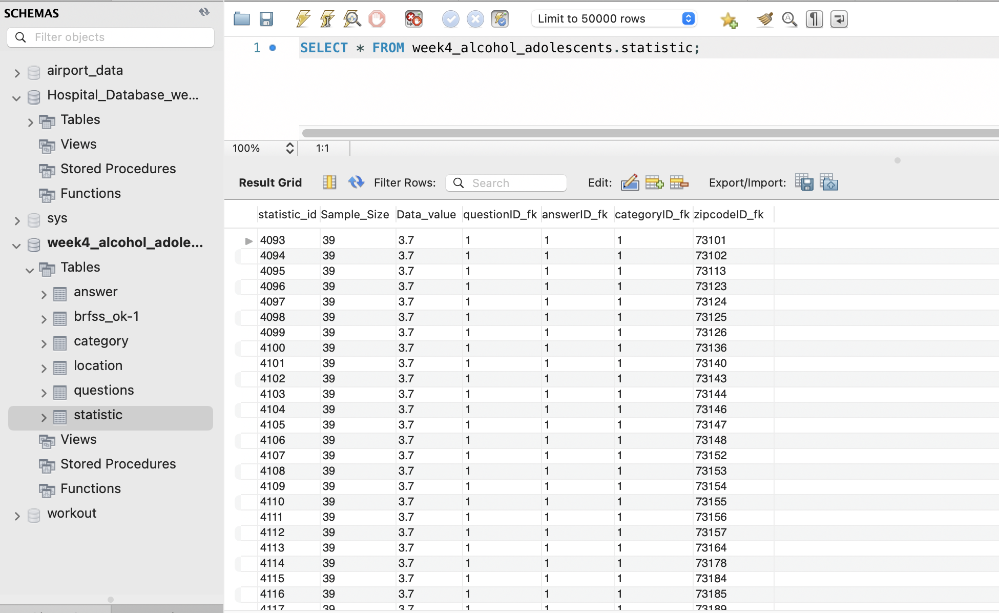 SCHEMAS
Filter objects
airport_data
Hospital_Database_we...
Tables
Views
Stored Procedures
Functions
sys
week4_alcohol_adole...
Tables
answer
brfss_ok-1
category
location
questions
statistic
Views
Stored Procedures
Functions
workout
Limit to 50000 rows
1 SELECT * FROM week4_alcohol_adolescents.statistic;
100% 1:1
Result Grid Filter Rows: Search Edit: Export/Import:
statistic_id Sample_Size Data_value questionID_fk answerID_fk categoryID_fk zipcodeID_fk
4093 39 3.7 1 1 1 73101
4094 39 3.7 1 1 1 73102
4095 39 3.7 1 1 1 73113
4096 39 3.7 1 1 1 73123
4097 39 3.7 1 1 1 73124
4098 39 3.7 1 1 1 73125
4099 39 3.7 1 1 1 73126
4100 39 3.7 1 1 1 73136
4101 39 3.7 1 1 1 73140
4102 39 3.7 1 1 1 73143
4103 39 3.7 1 1 1 73144
4104 39 3.7 1 1 1 73146
4105 39 3.7 1 1 1 73147
4106 39 3.7 1 1 1 73148
4107 39 3.7 1 1 1 73152
4108 39 3.7 1 1 1 73153
4109 39 3.7 1 1 1 73154
4110 39 3.7 1 1 1 73155
4111 39 3.7 1 1 1 73156
4112 39 3.7 1 1 1 73157
4113 39 3.7 1 1 1 73164
4114 39 3.7 1 1 1 73178
4115 39 3.7 1 1 1 73184
4116 39 3.7 1 1 1 73185
4117 39 3.7 1 1 1 73189